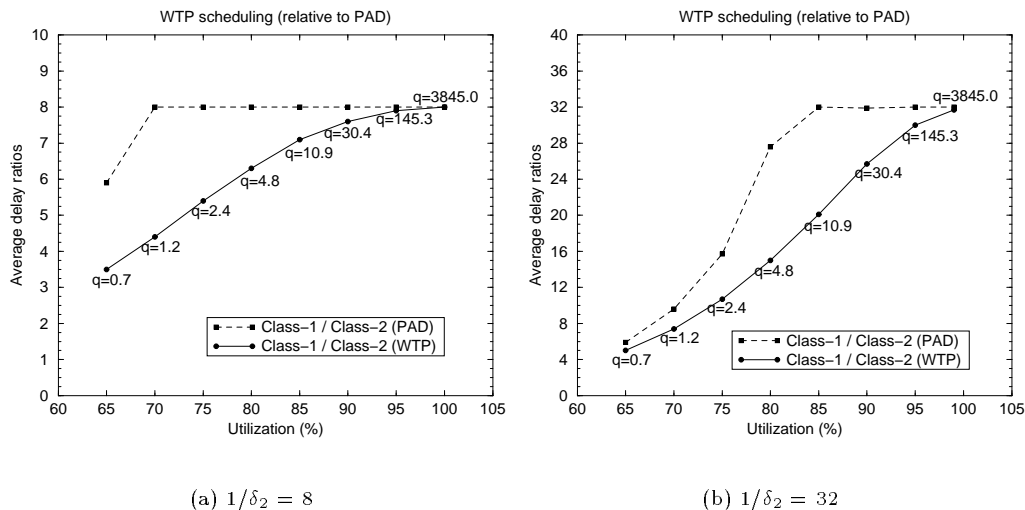 WTP scheduling (relative to PAD)
10
9
8
7
6
5
4
3
2
1
0
Average delay ratios
60 65 70 75 80 85 90 95 100 105
Utilization (%)
q=0.7
q=1.2
q=2.4
q=4.8
q=10.9
q=30.4
q=145.3
q=3845.0
Class-1 / Class-2 (PAD)
Class-1 / Class-2 (WTP)
(a) 1/δ₂ = 8
WTP scheduling (relative to PAD)
40
36
32
28
24
20
16
12
8
4
0
Average delay ratios
60 65 70 75 80 85 90 95 100 105
Utilization (%)
q=0.7
q=1.2
q=2.4
q=4.8
q=10.9
q=30.4
q=145.3
q=3845.0
Class-1 / Class-2 (PAD)
Class-1 / Class-2 (WTP)
(b) 1/δ₂ = 32